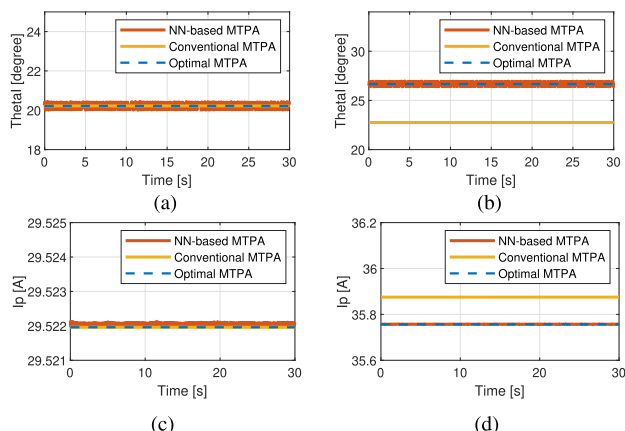 24
22
20
18
Thetal [degree]
NN-based MTPA
Conventional MTPA
Optimal MTPA
0 5 10 15 20 25 30
Time [s]
(a)
30
25
20
Thetal [degree]
NN-based MTPA
Conventional MTPA
Optimal MTPA
0 5 10 15 20 25 30
Time [s]
(b)
29.525
29.524
29.523
29.522
29.521
Ip [A]
NN-based MTPA
Conventional MTPA
Optimal MTPA
0 10 20 30
Time [s]
(c)
36.2
36
35.8
35.6
Ip [A]
NN-based MTPA
Conventional MTPA
Optimal MTPA
0 10 20 30
Time [s]
(d)